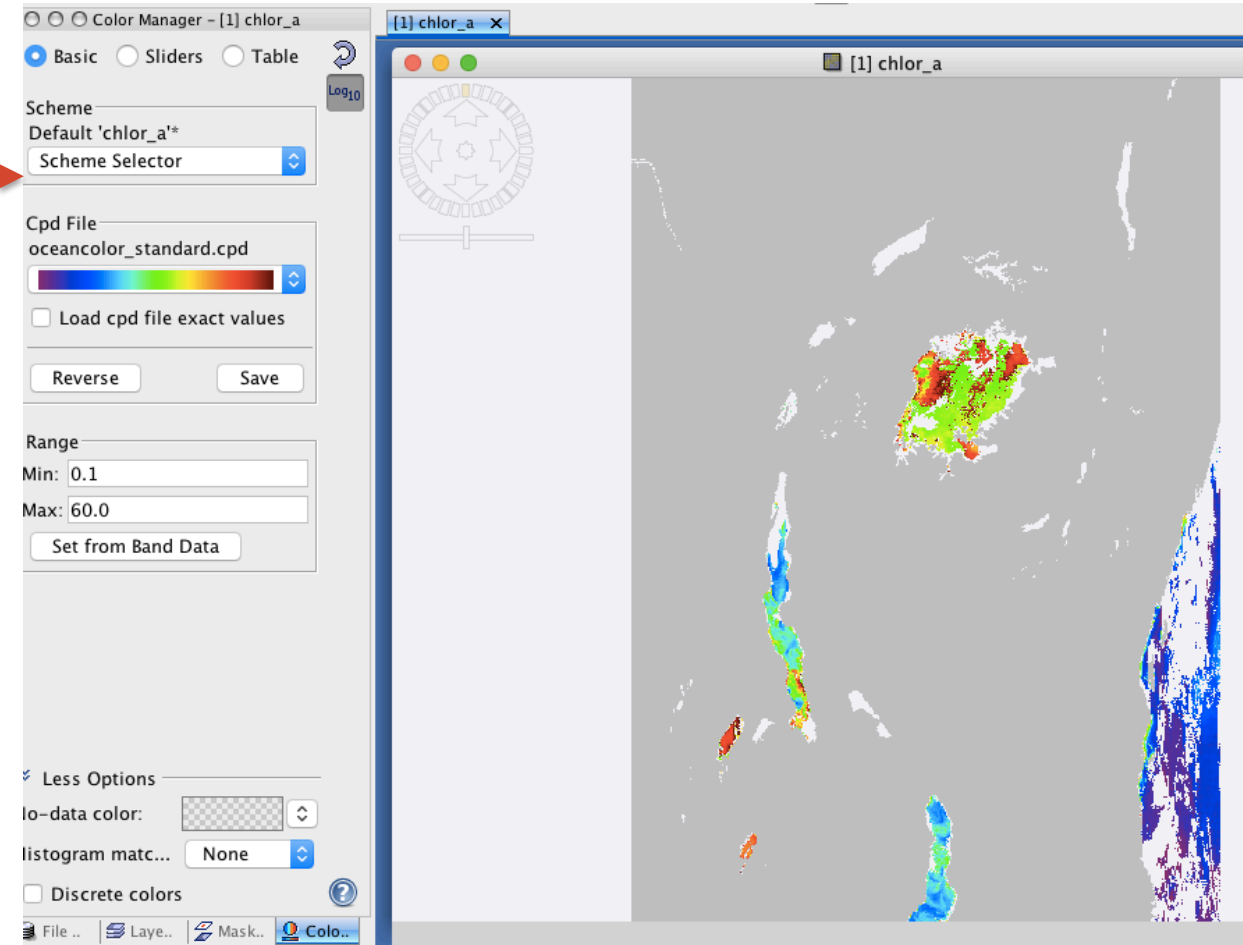 Color Manager - [1] chlor_a
[1] chlor_a
Basic Sliders Table
Log10
[1] chlor_a
Scheme
Default 'chlor_a'*
Scheme Selector
Cpd File
oceancolor_standard.cpd
Load cpd file exact values
Reverse Save
Range
Min: 0.1
Max: 60.0
Set from Band Data
Less Options
lo-data color:
listogram matc... None
Discrete colors
File .. Laye.. Mask.. Colo..